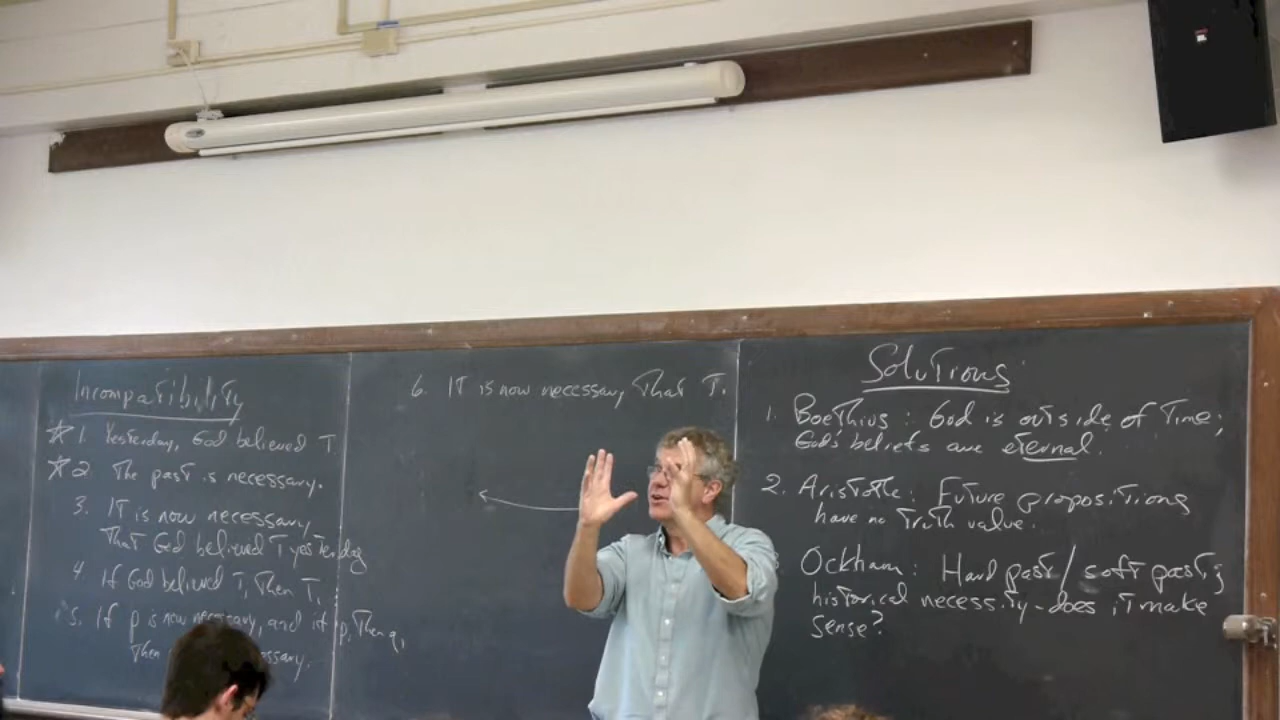 Incompatibility
1. Yesterday, God believed T.
2 The past is necessary.
3. IT is now necessary
That God believed T yesterday
4. If God believed T, Then T.
5. If p is now necessary, and if p, Then q,
Then
6. IT is now necessary That T.
Solutions
1. Boethius: God is outside of Time;
God's beliefs are eternal.
2. Aristotle: Future propositions
have no Truth value.
Ockham: Hard past/soft past;
historical necessity - does it make
sense?